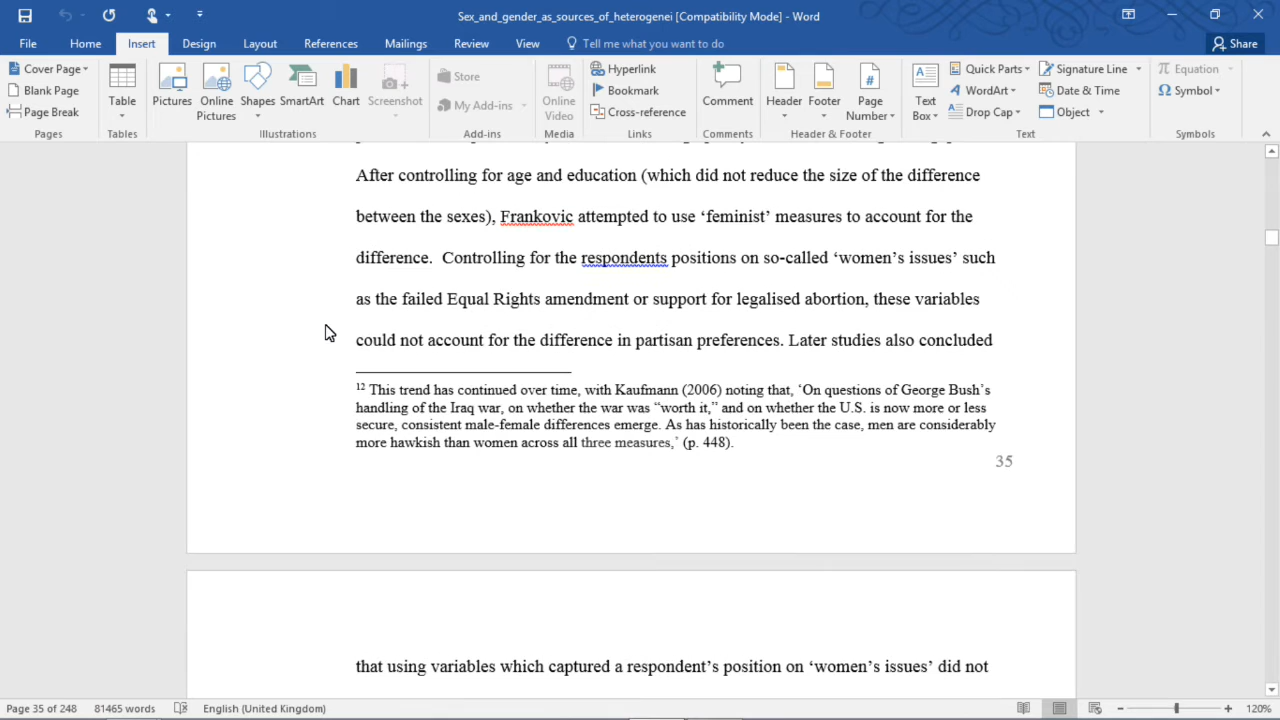 Sex_and_gender_as_sources_of_heterogenei [Compatibility Mode] - Word
File Home Insert Design Layout References Mailings Review View Tell me what you want to do Share
Cover Page
Blank Page
Page Break
Pages
Table
Tables
Pictures
Online Pictures
Shapes
SmartArt
Chart
Screenshot
Illustrations
Store
My Add-ins
Add-ins
Online Video
Media
Hyperlink
Bookmark
Cross-reference
Links
Comment
Comments
Header
Footer
Page Number
Header & Footer
Text Box
Quick Parts
WordArt
Drop Cap
Signature Line
Date & Time
Object
Text
Equation
Symbol
Symbols
After controlling for age and education (which did not reduce the size of the difference
between the sexes), Frankovic attempted to use ‘feminist’ measures to account for the
difference.  Controlling for the respondents positions on so-called ‘women’s issues’ such
as the failed Equal Rights amendment or support for legalised abortion, these variables
could not account for the difference in partisan preferences. Later studies also concluded
12 This trend has continued over time, with Kaufmann (2006) noting that, ‘On questions of George Bush’s
handling of the Iraq war, on whether the war was “worth it,” and on whether the U.S. is now more or less
secure, consistent male-female differences emerge. As has historically been the case, men are considerably
more hawkish than women across all three measures,’ (p. 448).
35
that using variables which captured a respondent’s position on ‘women’s issues’ did not
Page 35 of 248 81465 words English (United Kingdom) 120%